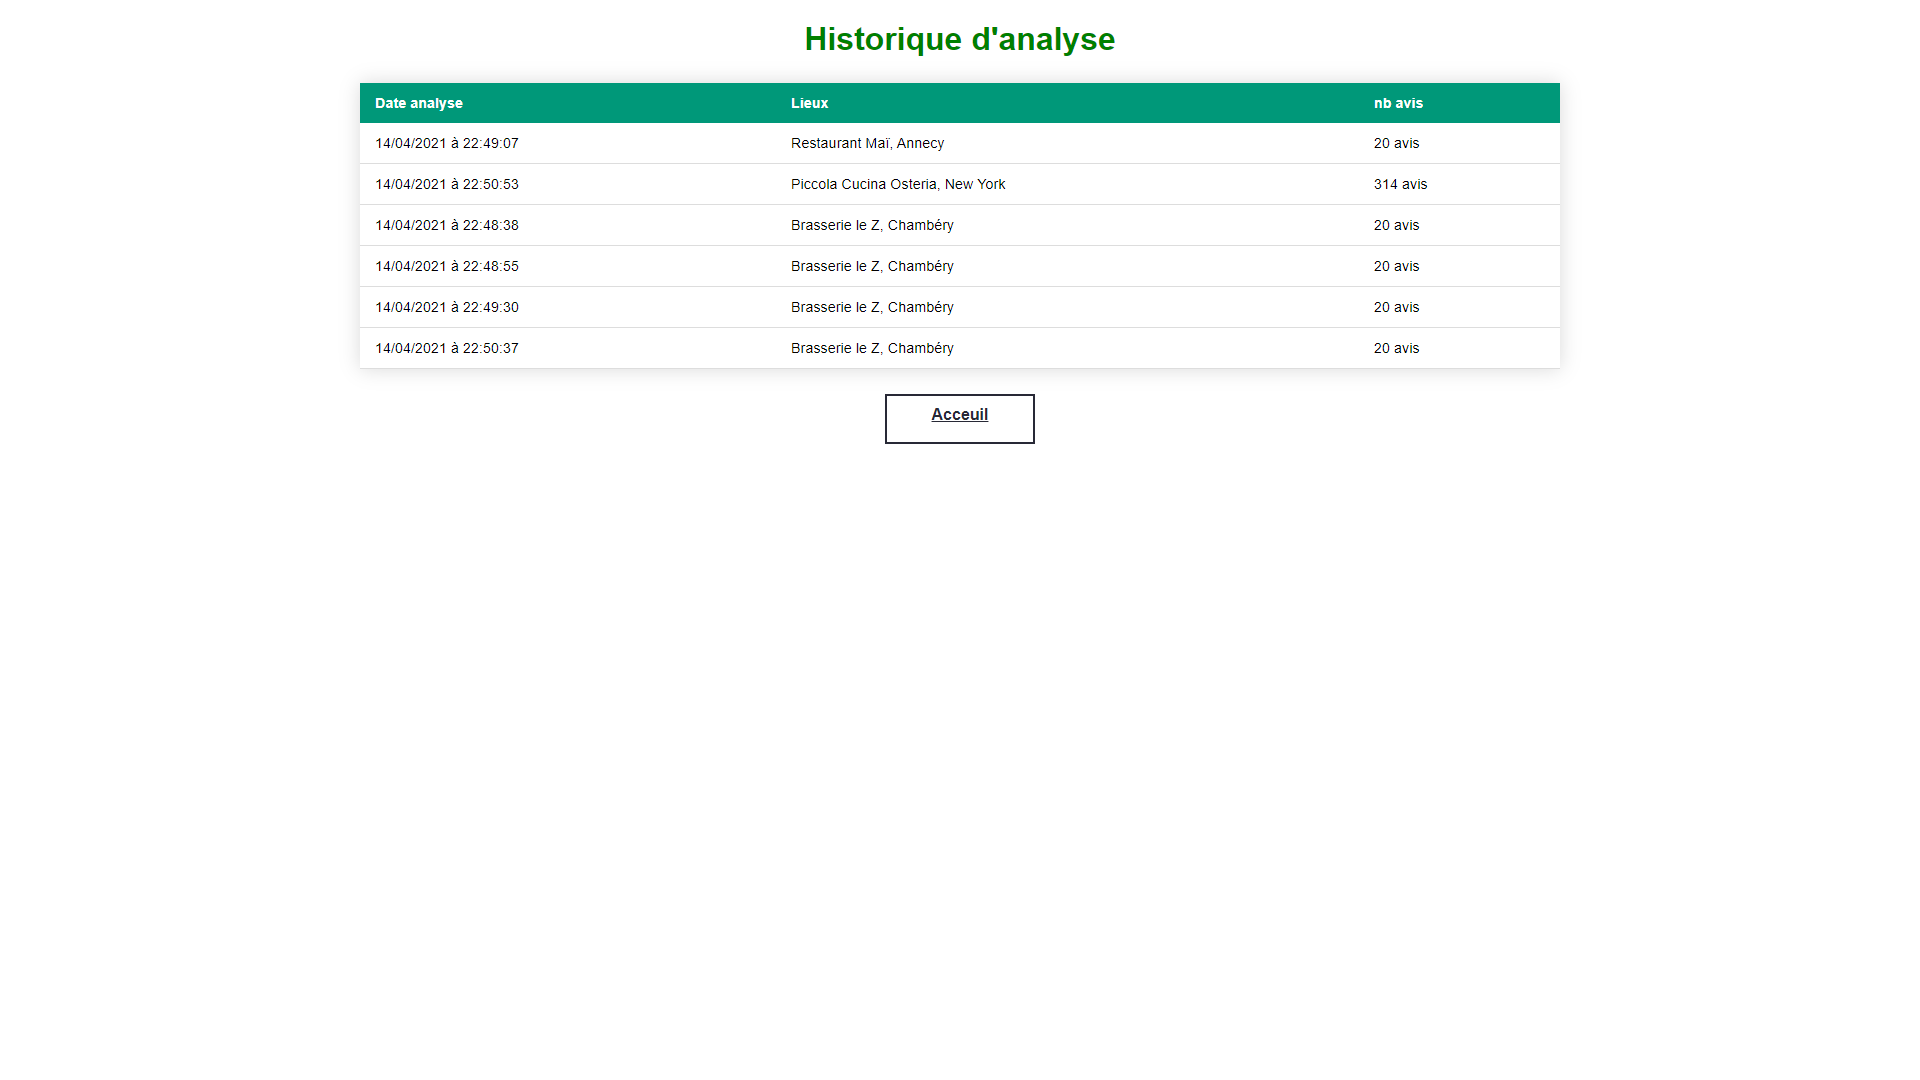 Historique d'analyse
Date analyse Lieux nb avis
14/04/2021 à 22:49:07 Restaurant Maï, Annecy 20 avis
14/04/2021 à 22:50:53 Piccola Cucina Osteria, New York 314 avis
14/04/2021 à 22:48:38 Brasserie le Z, Chambéry 20 avis
14/04/2021 à 22:48:55 Brasserie le Z, Chambéry 20 avis
14/04/2021 à 22:49:30 Brasserie le Z, Chambéry 20 avis
14/04/2021 à 22:50:37 Brasserie le Z, Chambéry 20 avis
Acceuil